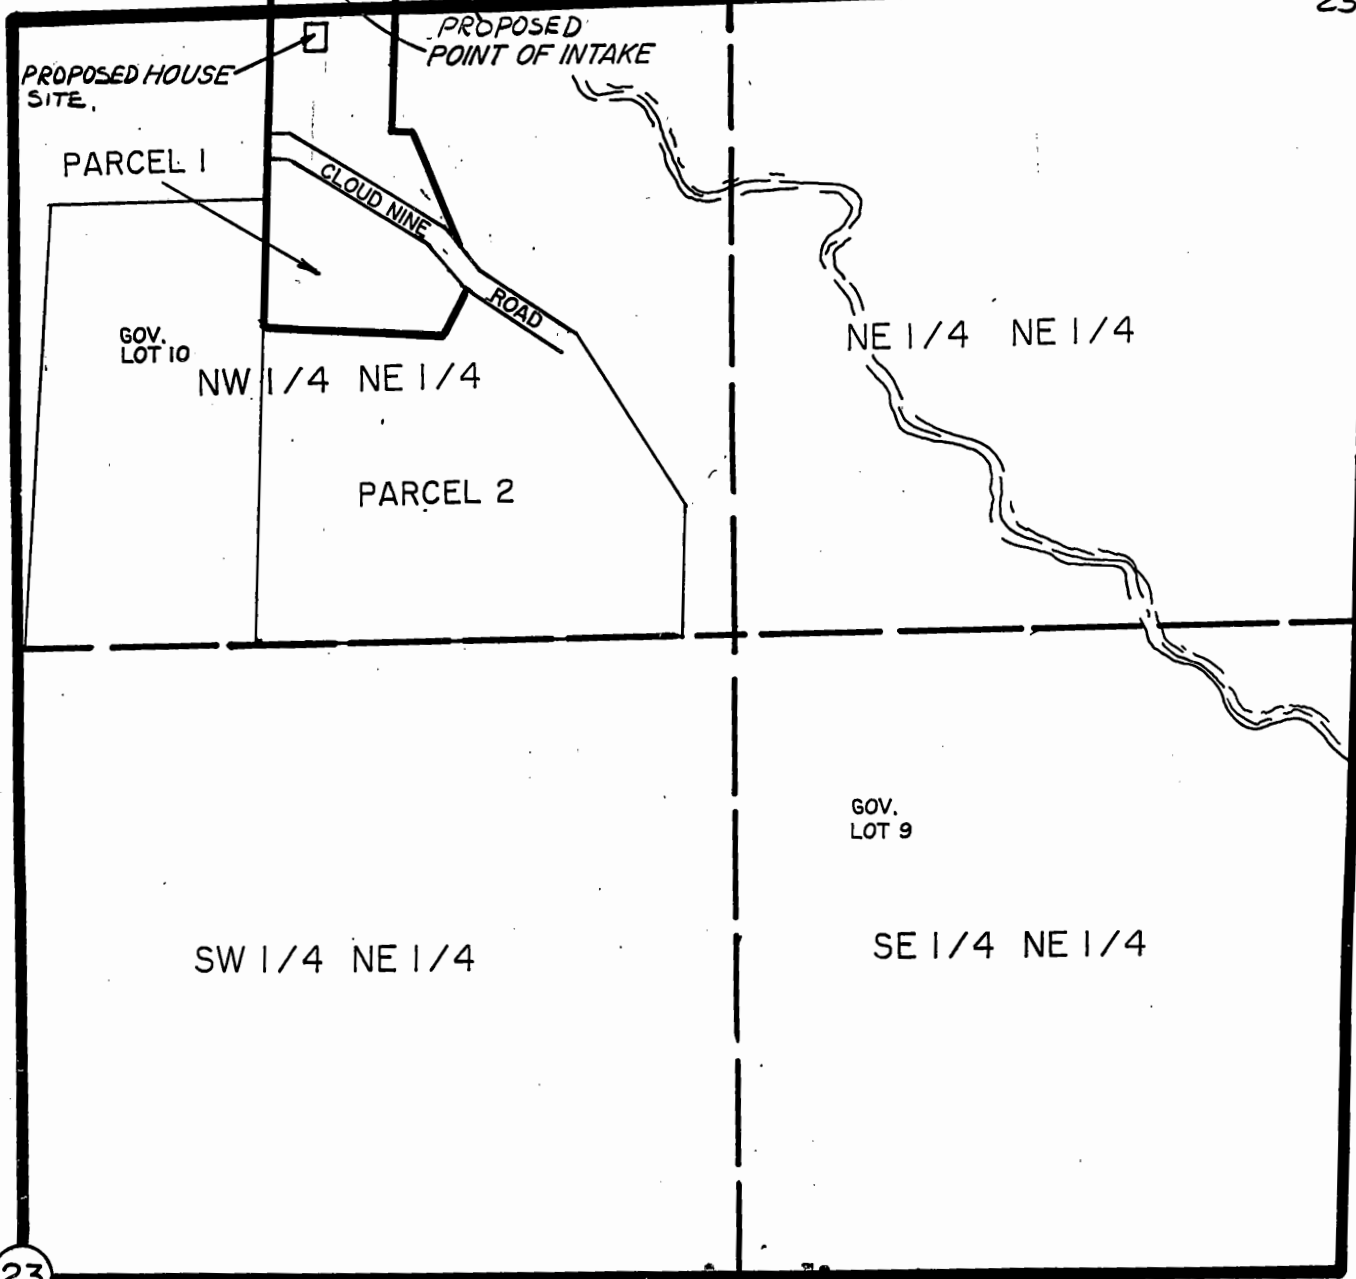 23
PROPOSED
POINT OF INTAKE
PROPOSED HOUSE
SITE.
PARCEL 1
CLOUD NINE
ROAD
GOV.
LOT 10
NW 1/4 NE 1/4
NE 1/4 NE 1/4
PARCEL 2
GOV.
LOT 9
SW 1/4 NE 1/4
SE 1/4 NE 1/4
23